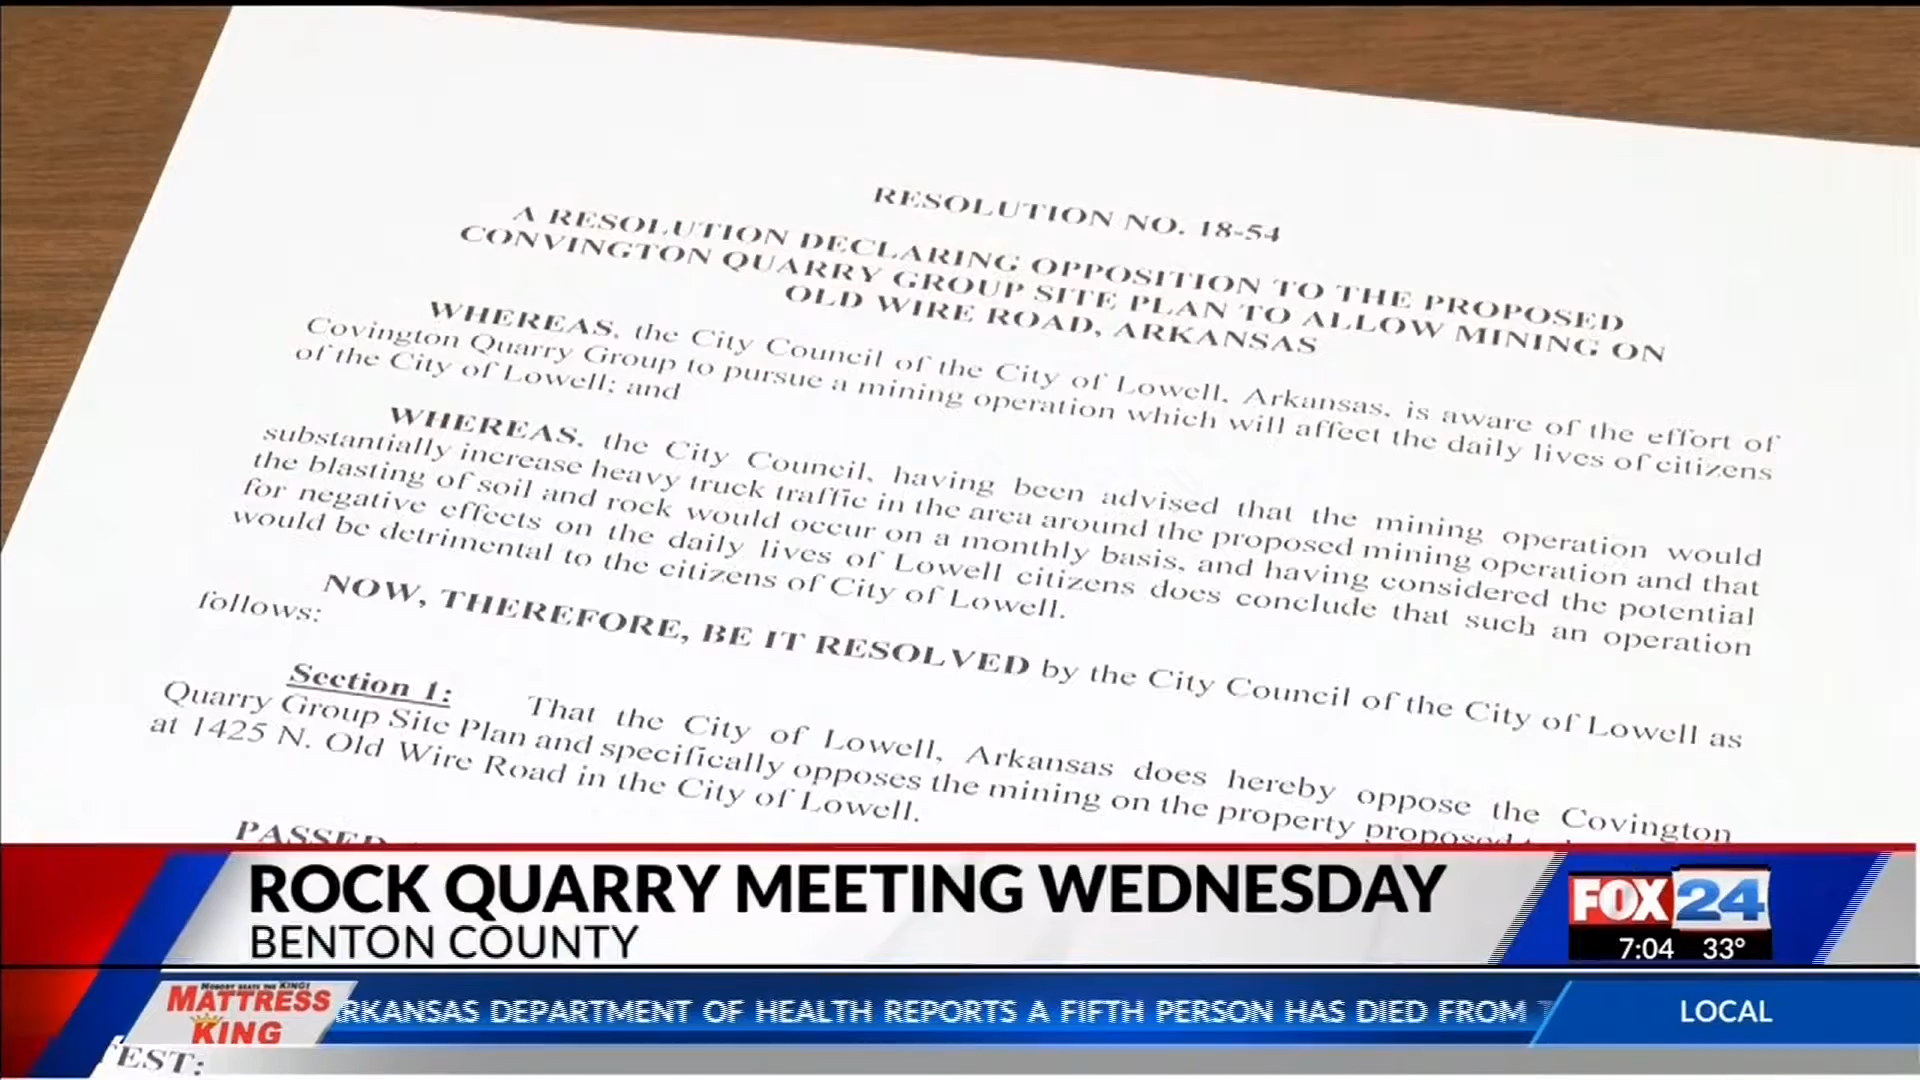 RESOLUTION NO. 18-54
A RESOLUTION DECLARING OPPOSITION TO THE PROPOSED
CONVINGTON QUARRY GROUP SITE PLAN TO ALLOW MINING ON
OLD WIRE ROAD, ARKANSAS
WHEREAS, the City Council of the City of Lowell, Arkansas, is aware of the effort of
Covington Quarry Group to pursue a mining operation which will affect the daily lives of citizens
of the City of Lowell; and
WHEREAS, the City Council, having been advised that the mining operation would
substantially increase heavy truck traffic in the area around the proposed mining operation and that
the blasting of soil and rock would occur on a monthly basis, and having considered the potential
for negative effects on the daily lives of Lowell citizens does conclude that such an operation
would be detrimental to the citizens of City of Lowell.
NOW, THEREFORE, BE IT RESOLVED by the City Council of the City of Lowell as
follows:
Section 1: That the City of Lowell, Arkansas does hereby oppose the Covington
Quarry Group Site Plan and specifically opposes the mining on the property proposed
at 1425 N. Old Wire Road in the City of Lowell.
PASSED
ROCK QUARRY MEETING WEDNESDAY
BENTON COUNTY
FOX 24
7:04 33°
NOBODY BEATS THE KING!
MATTRESS
KING
RKANSAS DEPARTMENT OF HEALTH REPORTS A FIFTH PERSON HAS DIED FROM
LOCAL
TEST: